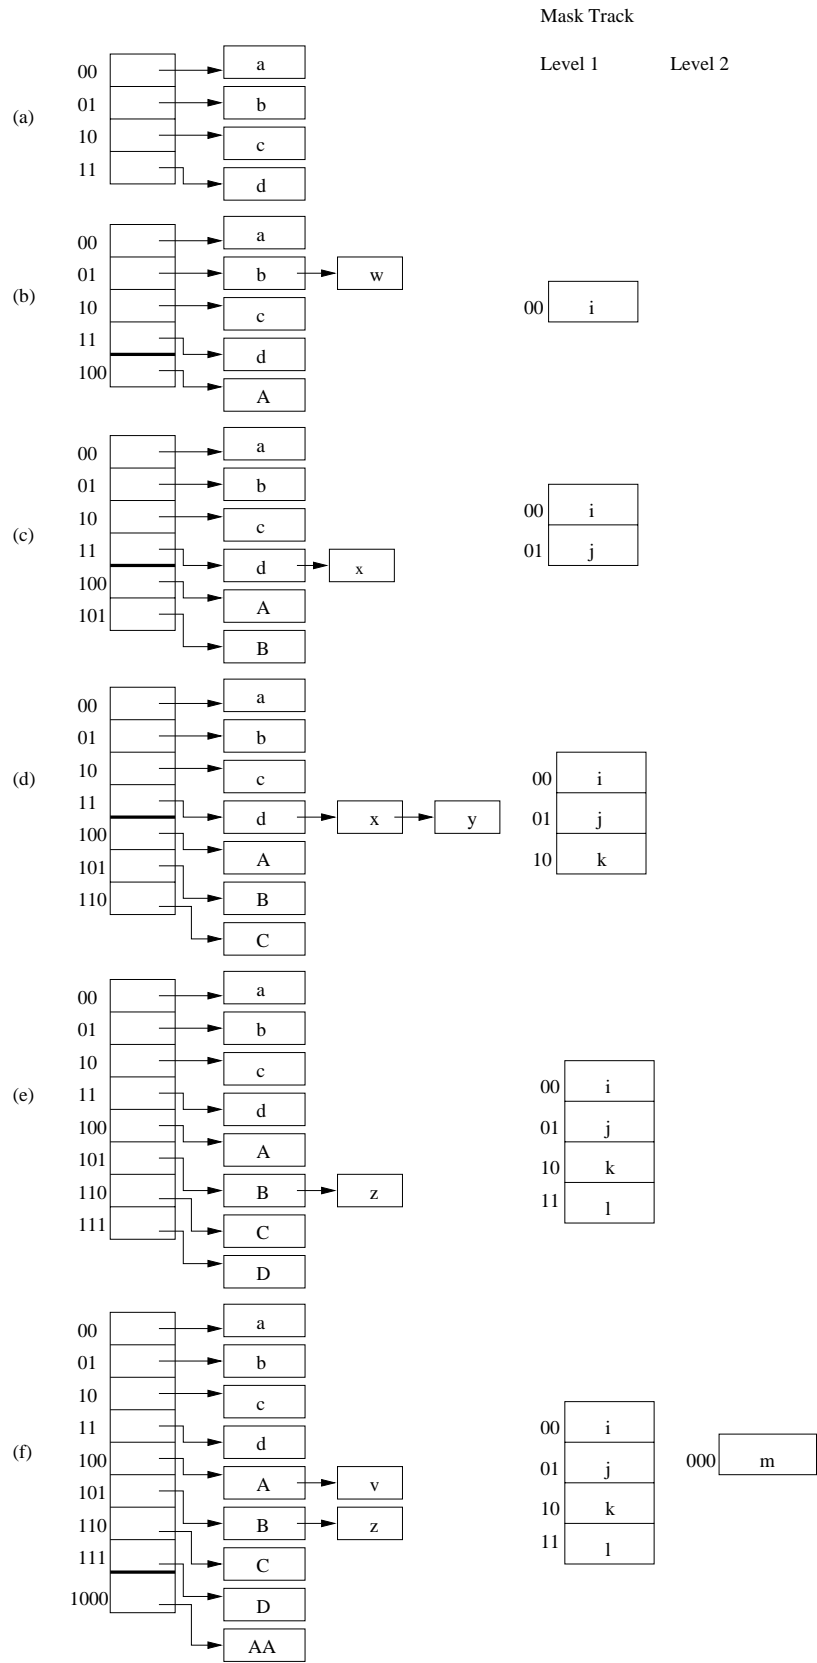 Mask Track
Level 1 Level 2
(a)
00 a
01 b
10 c
11 d
(b)
00 a
01 b w
10 c
11 d
100 A
00 i
(c)
00 a
01 b
10 c
11 d x
100 A
101 B
00 i
01 j
(d)
00 a
01 b
10 c
11 d x y
100 A
101 B
110 C
00 i
01 j
10 k
(e)
00 a
01 b
10 c
11 d
100 A
101 B z
110 C
111 D
00 i
01 j
10 k
11 l
(f)
00 a
01 b
10 c
11 d
100 A v
101 B z
110 C
111 D
1000 AA
00 i
01 j
10 k
11 l
000 m